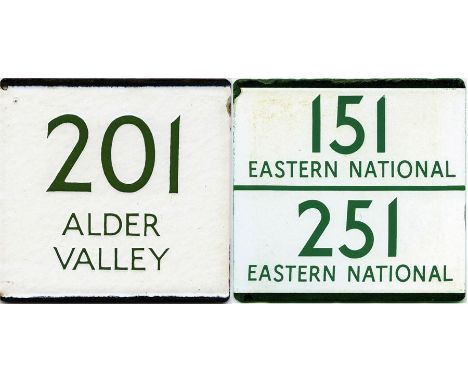 201
ALDER
VALLEY
151
EASTERN NATIONAL
251
EASTERN NATIONAL